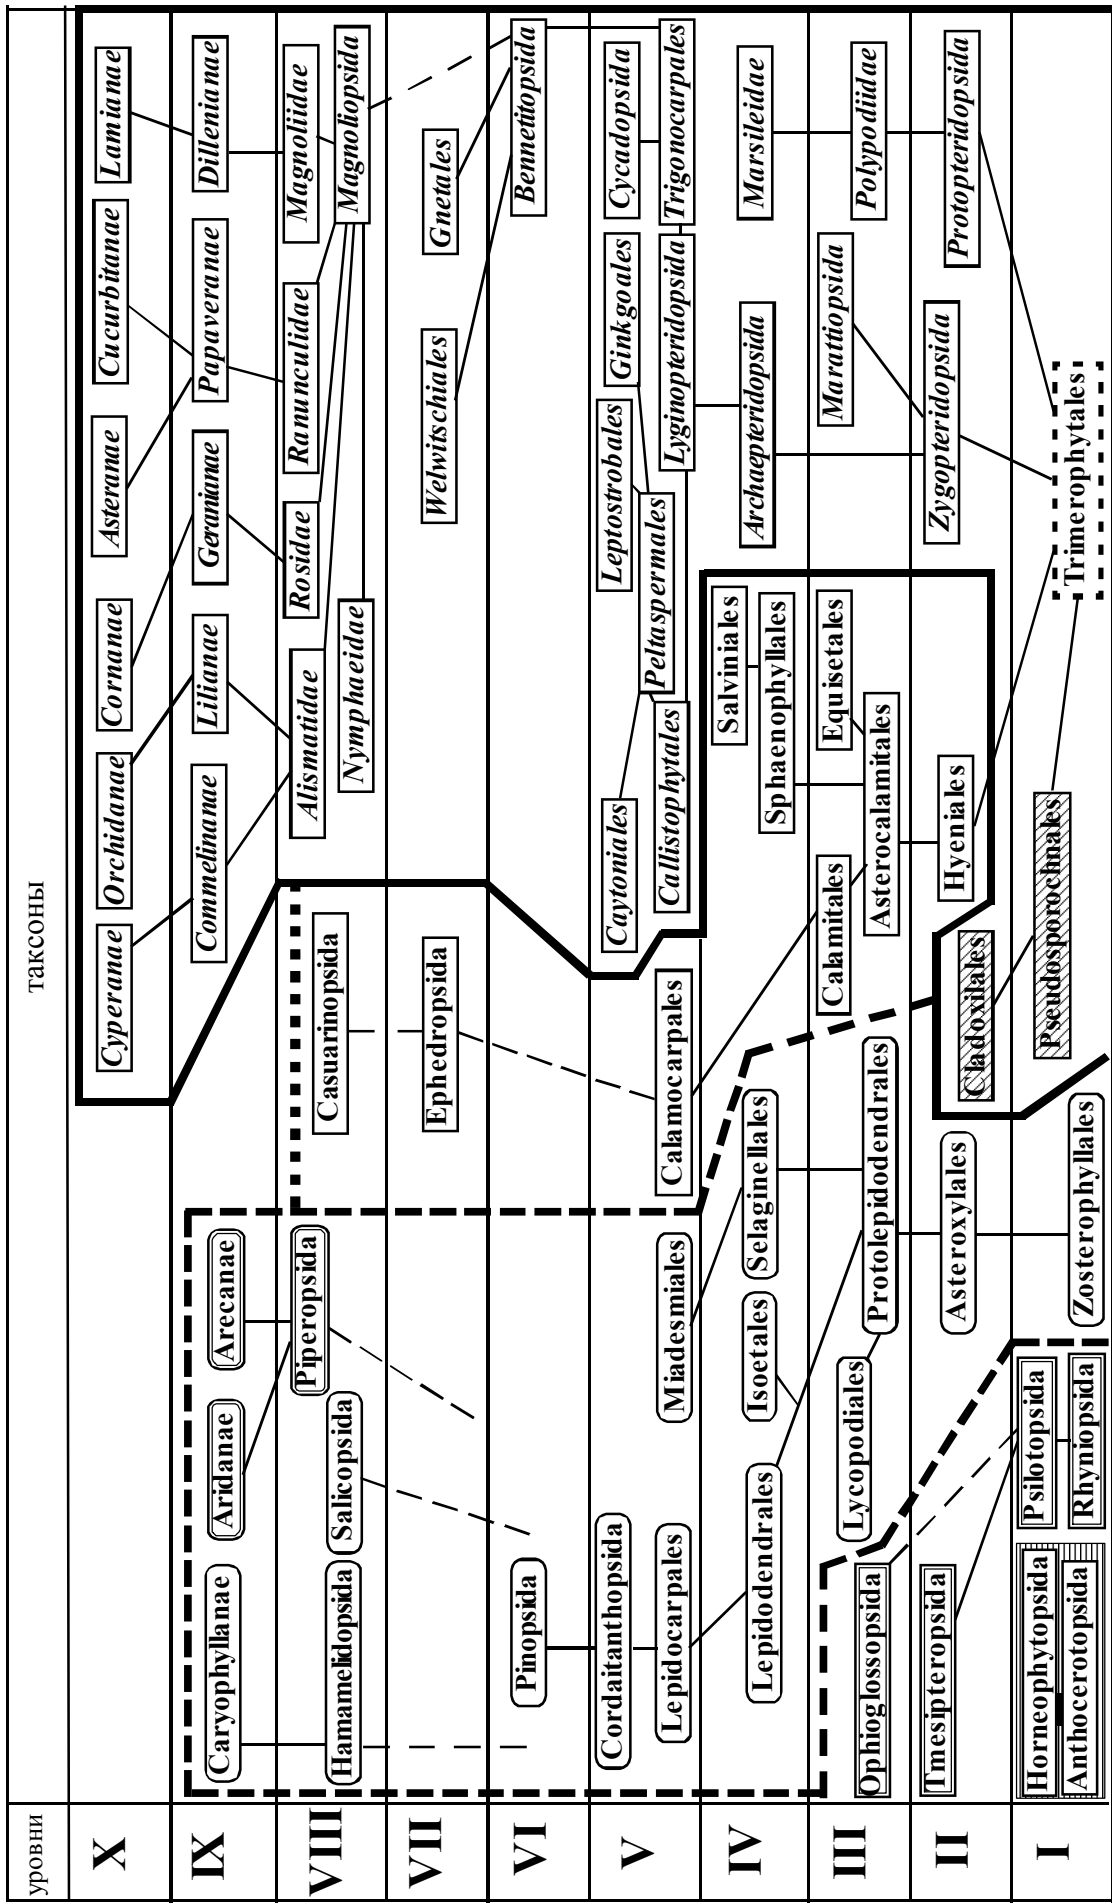 уровни
таксоны
X
Cyperanae
Orchidanae
Cornanae
Asteranae
Cucurbitanae
Lamianae
IX
Caryophyllanae
Aridanae
Arecanae
Commelinanae
Lilianae
Geranianae
Papaveranae
Dillenianae
VIII
Hamamelidopsida
Salicopsida
Piperopsida
Casuarinopsida
Alismatidae
Nymphaeidae
Rosidae
Ranunculidae
Magnoliidae
Magnoliopsida
VII
Ephedropsida
Welwitschiales
Gnetales
VI
Pinopsida
Bennetitopsida
V
Cordaitanthopsida
Lepidocarpales
Miadesmiales
Calamocarpales
Caytoniales
Callistophytales
Peltaspermales
Leptostrobales
Ginkgoales
Lyginopteridopsida
Cycadopsida
Trigonocarpales
IV
Lepidodendrales
Isoetales
Selaginellales
Sphaenophyllales
Salviniales
Archaepteridopsida
Marsileidae
III
Ophioglossopsida
Lycopodiales
Protolepidodendrales
Calamitales
Asterocalamitales
Equisetales
Marattiopsida
Polypodiidae
II
Tmesipteropsida
Asteroxylales
Cladoxilales
Hyeniales
Zygopteridopsida
Protopteridopsida
I
Horneophytopsida
Anthocerotopsida
Psilotopsida
Rhyniopsida
Zosterophyllales
Pseudosporochnales
Trimerophytales